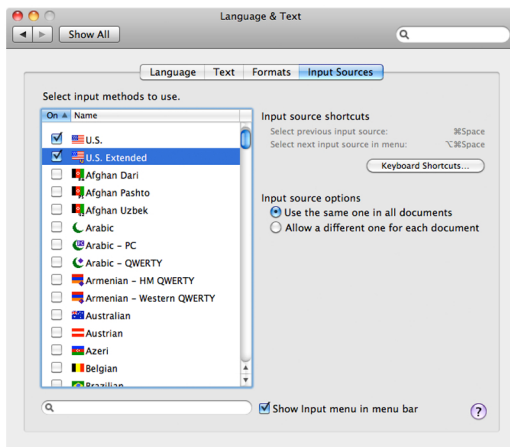 Language & Text
Show All
Language Text Formats Input Sources
Select input methods to use.
On Name
U.S.
U.S. Extended
Afghan Dari
Afghan Pashto
Afghan Uzbek
Arabic
Arabic – PC
Arabic – QWERTY
Armenian – HM QWERTY
Armenian – Western QWERTY
Australian
Austrian
Azeri
Belgian
Brazilian
Input source shortcuts
Select previous input source: ⌘Space
Select next input source in menu: ⌥⌘Space
Keyboard Shortcuts...
Input source options
Use the same one in all documents
Allow a different one for each document
Show Input menu in menu bar
?